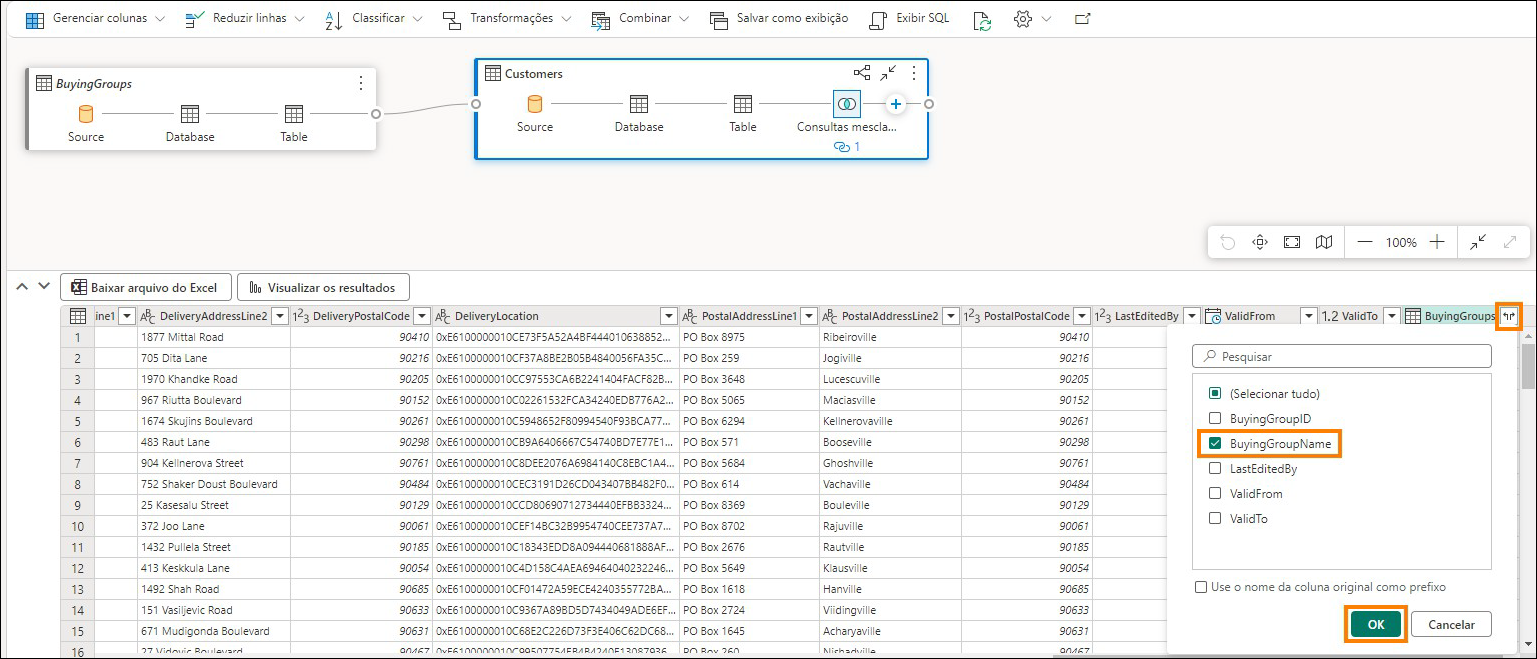 Gerenciar colunas Reduzir linhas Classificar Transformações Combinar Salvar como exibição Exibir SQL
BuyingGroups
Source Database Table
Customers
Source Database Table Consultas mescla...
1
100%
Baixar arquivo do Excel Visualizar os resultados
ine1 ABC DeliveryAddressLine2 123 DeliveryPostalCode ABC DeliveryLocation ABC PostalAddressLine1 ABC PostalAddressLine2 123 PostalPostalCode 123 LastEditedBy ValidFrom 1.2 ValidTo BuyingGroups
1 1877 Mittal Road 90410 0xE6100000010CE73F5A52A4BF444010638852... PO Box 8975 Ribeiroville 90410
2 705 Dita Lane 90216 0xE6100000010CF37A8BE2B05B4840056FA35C... PO Box 259 Jogiville 90216
3 1970 Khandke Road 90205 0xE6100000010CC97553CA6B2241404FACF82B... PO Box 3648 Lucescuville 90205
4 967 Riutta Boulevard 90152 0xE6100000010C02261532FCA34240EDB776A2... PO Box 5065 Maciasville 90152
5 1674 Skujins Boulevard 90261 0xE6100000010C5948652F80994540F93BCA77... PO Box 6294 Kellnerovaville 90261
6 483 Raut Lane 90298 0xE6100000010CB9A6406667C54740BD7E77E1... PO Box 571 Booseville 90298
7 904 Kellnerova Street 90761 0xE6100000010C8DEE2076A6984140C8EBC1A4... PO Box 5684 Ghoshville 90761
8 752 Shaker Doust Boulevard 90484 0xE6100000010CEC3191D26CD043407BB482F0... PO Box 614 Vachaville 90484
9 25 Kasesalu Street 90129 0xE6100000010CCD80690712734440EFBB3324... PO Box 8369 Bouleville 90129
10 372 Joo Lane 90061 0xE6100000010CEF14BC32B9954740CEE737A7... PO Box 8702 Rajuville 90061
11 1432 Pullela Street 90185 0xE6100000010C18343EDD8A094440681888AF... PO Box 2676 Rautville 90185
12 413 Keskkula Lane 90054 0xE6100000010C4D158C4AEA69464040232246... PO Box 5649 Klausville 90054
13 1492 Shah Road 90685 0xE6100000010CF01472A59ECE4240355772BA... PO Box 1618 Hanville 90685
14 151 Vasiljevic Road 90633 0xE6100000010C9367A89BD5D7434049ADE6EF... PO Box 2724 Viidingville 90633
15 671 Mudigonda Boulevard 90631 0xE6100000010C68E2C226D73F3E406C62DC68... PO Box 1645 Acharyaville 90631
16 27 Vidovic Boulevard 90467 0xE6100000010C99507754EB4B4240F13087936... PO Box 260 Nishadville 90467
Pesquisar
(Selecionar tudo)
BuyingGroupID
BuyingGroupName
LastEditedBy
ValidFrom
ValidTo
Use o nome da coluna original como prefixo
OK Cancelar